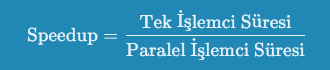 Speedup = Tek İşlemci Süresi
Paralel İşlemci Süresi